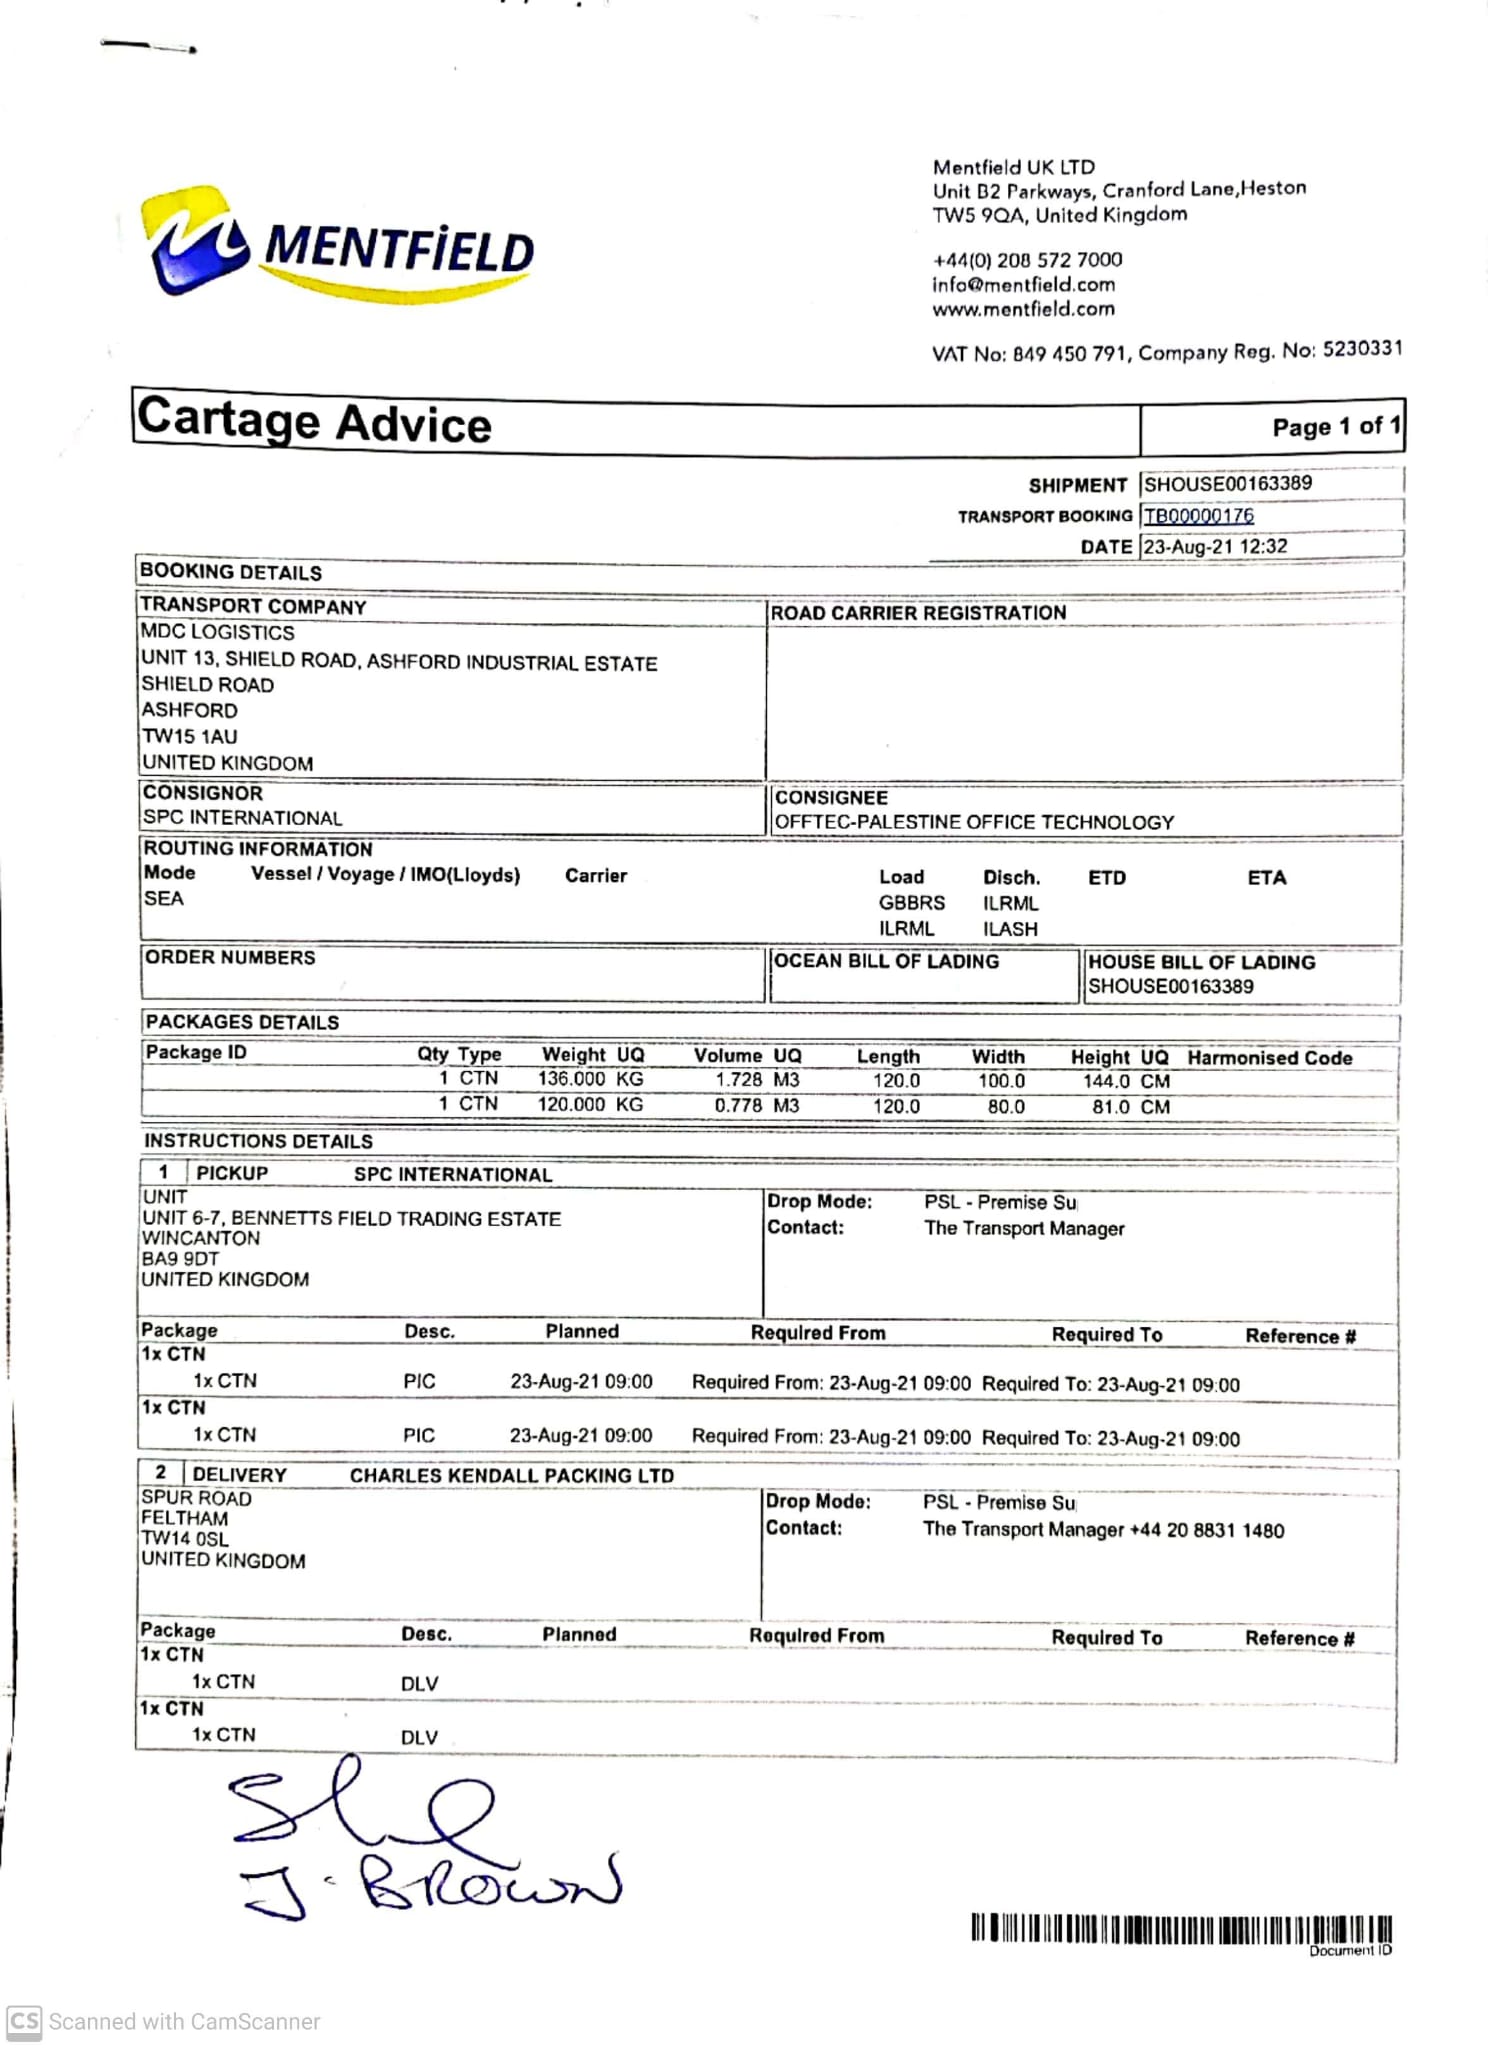 MENTFiELD
Mentfield UK LTD
Unit B2 Parkways, Cranford Lane,Heston
TW5 9QA, United Kingdom
+44(0) 208 572 7000
info@mentfield.com
www.mentfield.com
VAT No: 849 450 791, Company Reg. No: 5230331
Cartage Advice Page 1 of 1
SHIPMENT SHOUSE00163389
TRANSPORT BOOKING TB00000176
DATE 23-Aug-21 12:32
BOOKING DETAILS
TRANSPORT COMPANY ROAD CARRIER REGISTRATION
MDC LOGISTICS
UNIT 13, SHIELD ROAD, ASHFORD INDUSTRIAL ESTATE
SHIELD ROAD
ASHFORD
TW15 1AU
UNITED KINGDOM
CONSIGNOR CONSIGNEE
SPC INTERNATIONAL OFFTEC-PALESTINE OFFICE TECHNOLOGY
ROUTING INFORMATION
Mode Vessel / Voyage / IMO(Lloyds) Carrier Load Disch. ETD ETA
SEA GBBRS ILRML
ILRML ILASH
ORDER NUMBERS OCEAN BILL OF LADING HOUSE BILL OF LADING
SHOUSE00163389
PACKAGES DETAILS
Package ID Qty Type Weight UQ Volume UQ Length Width Height UQ Harmonised Code
1 CTN 136.000 KG 1.728 M3 120.0 100.0 144.0 CM
1 CTN 120.000 KG 0.778 M3 120.0 80.0 81.0 CM
INSTRUCTIONS DETAILS
1 PICKUP SPC INTERNATIONAL
UNIT Drop Mode: PSL - Premise Su
UNIT 6-7, BENNETTS FIELD TRADING ESTATE Contact: The Transport Manager
WINCANTON
BA9 9DT
UNITED KINGDOM
Package Desc. Planned Required From Required To Reference #
1x CTN
1x CTN PIC 23-Aug-21 09:00 Required From: 23-Aug-21 09:00 Required To: 23-Aug-21 09:00
1x CTN
1x CTN PIC 23-Aug-21 09:00 Required From: 23-Aug-21 09:00 Required To: 23-Aug-21 09:00
2 DELIVERY CHARLES KENDALL PACKING LTD
SPUR ROAD Drop Mode: PSL - Premise Su
FELTHAM Contact: The Transport Manager +44 20 8831 1480
TW14 0SL
UNITED KINGDOM
Package Desc. Planned Required From Required To Reference #
1x CTN
1x CTN DLV
1x CTN
1x CTN DLV
J. BROWN
Document ID
CS Scanned with CamScanner